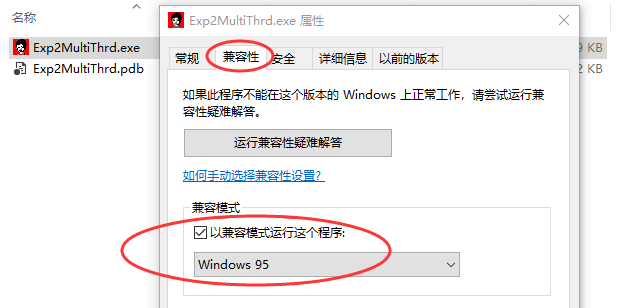 名称
Exp2MultiThrd.exe
9 KB
Exp2MultiThrd.pdb
2 KB
Exp2MultiThrd.exe 属性
常规 兼容性 安全 详细信息 以前的版本
如果此程序不能在这个版本的 Windows 上正常工作，请尝试运行兼
容性疑难解答。
运行兼容性疑难解答
如何手动选择兼容性设置?
兼容模式
以兼容模式运行这个程序:
Windows 95